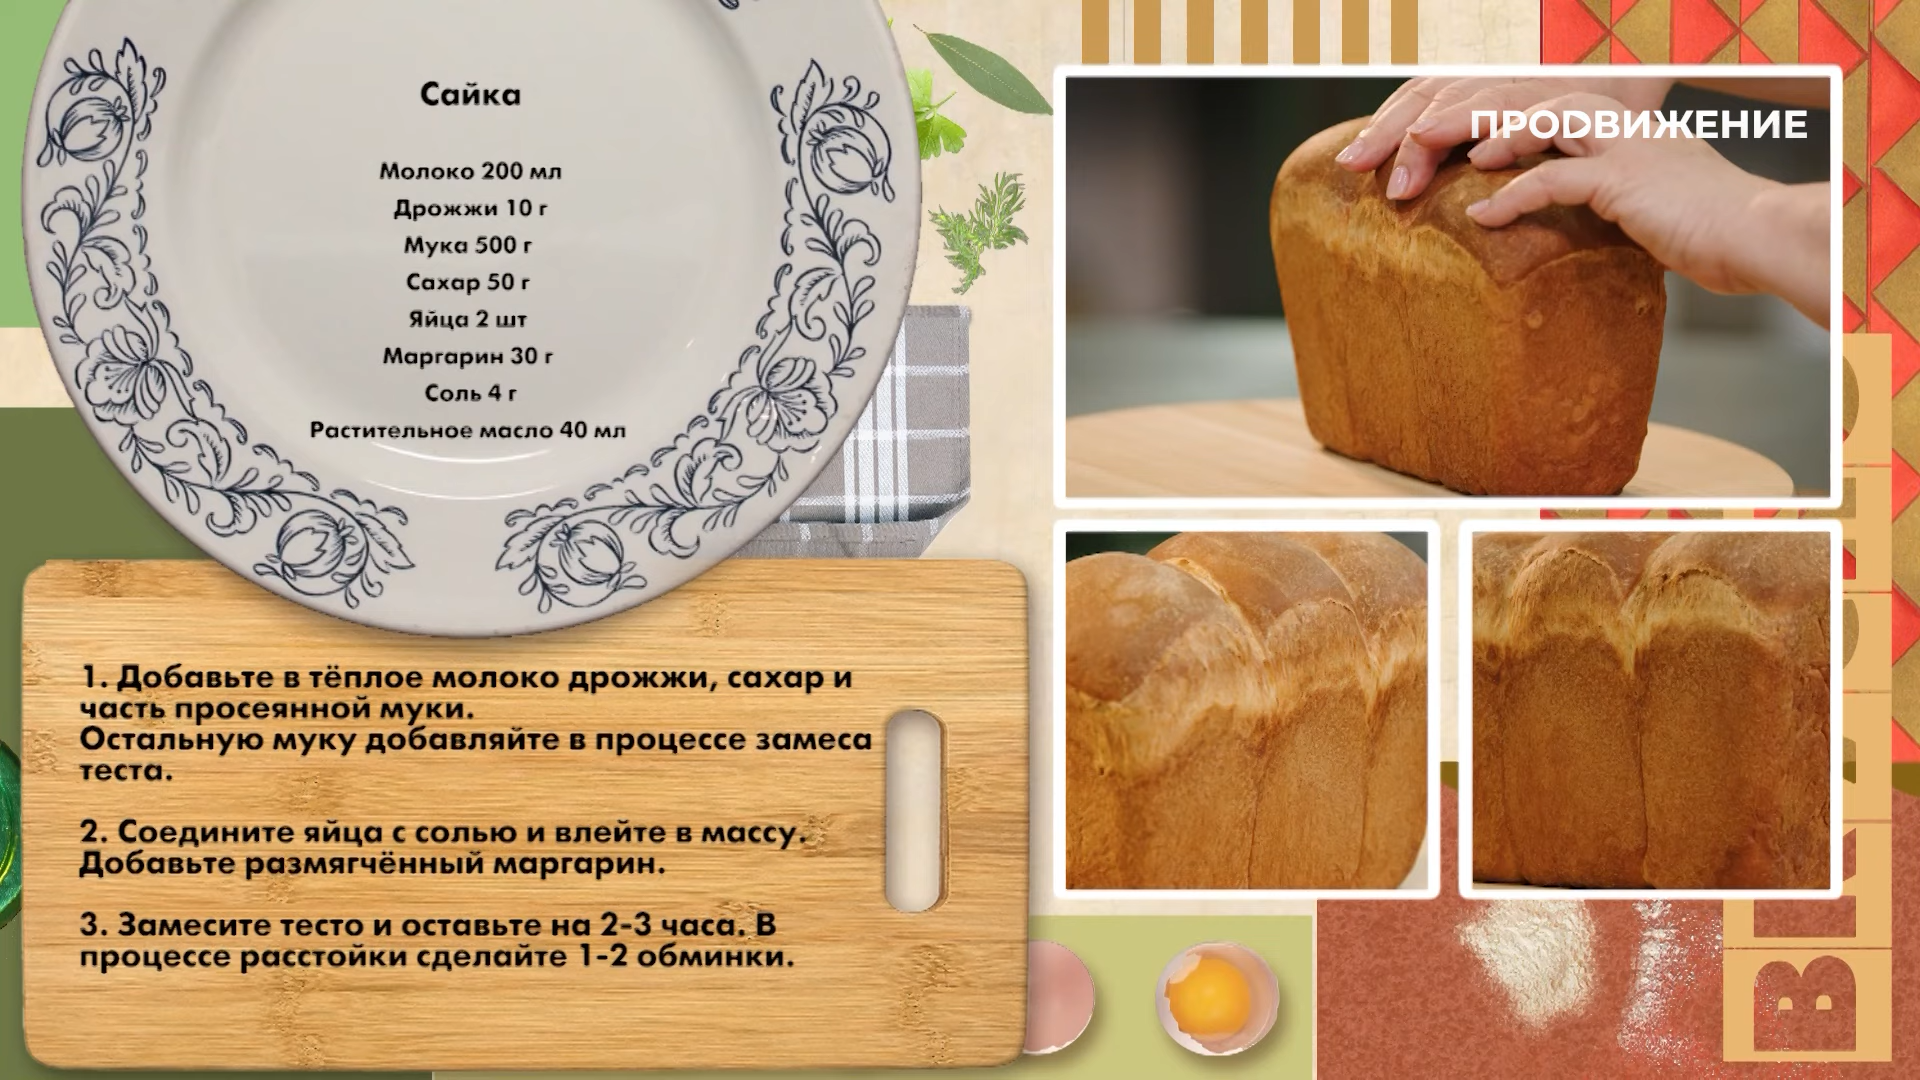 Сайка
Молоко 200 мл
Дрожжи 10 г
Мука 500 г
Сахар 50 г
Яйца 2 шт
Маргарин 30 г
Соль 4 г
Растительное масло 40 мл
1. Добавьте в тёплое молоко дрожжи, сахар и
часть просеянной муки.
Остальную муку добавляйте в процессе замеса
теста.
2. Соедините яйца с солью и влейте в массу.
Добавьте размягчённый маргарин.
3. Замесите тесто и оставьте на 2-3 часа. В
процессе расстойки сделайте 1-2 обминки.
ПРОДВИЖЕНИЕ